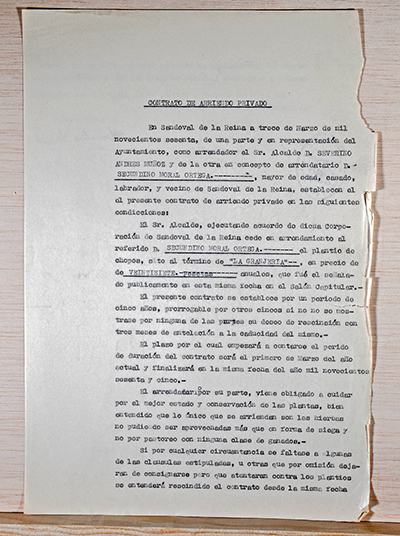 CONTRATO DE ARRIENDO PRIVADO
En Sandoval de la Reina a trece de Marzo de mil
novecientos sesenta, de una parte y en representación del
Ayuntamiento, como arrendador el Sr. Alcalde D. SEVERINO
ANDRES MUÑOZ y de la otra en concepto de arrendatario D.-
SECUNDINO MORAL ORTEGA.---------, mayor de edad, casado,
labrador, y vecino de Sandoval de la Reina, establecen el
el presente contrato de arriendo privado en las siguientes
condiciones:
El Sr. Alcalde, ejecutando acuerdo de dicha Corpo-
ración de Sandoval de la Reina cede en arrendamiento al
referido D. SECUNDINO MORAL ORTEGA.------- el plantío de
chopos, sito al término de "LA GRANJERIA"--, en precio de
de VEINTISIETE.-pesetas------ anuales, que fué el señala-
do publicamente en esta misma fecha en el Salón Capitular.
El presente contrato se establece por un periodo de
cinco años, prorrogable por otros cincos si no se mos-
trase por ninguna de las partes su deseo de rescinsión con
tres meses de antelación a la caducidad del mismo.
El plazo por el cual empezará a contarse el perido
de duración del contrato será el primero de Marzo del año
actual y finalizará en la misma fecha del año mil novecientos
sesenta y cinco.-
El arrendador por su parte, viene obligado a cuidar
por el mejor estado y conservación de las plantas, bien
entendido que lo único que se arriendan son las hierbas
no pudiendo ser aprovechadas más que en forma de siega y
no por pastoreo con ninguna clase de ganados.-
Si por cualquier circunstancia se faltase a algunas
de las clausulas estipuladas, u otras que por omisión deja-
ran de consignarse pero que atentaran contra los plantíos
se entenderá rescindido el contrato desde la misma fecha